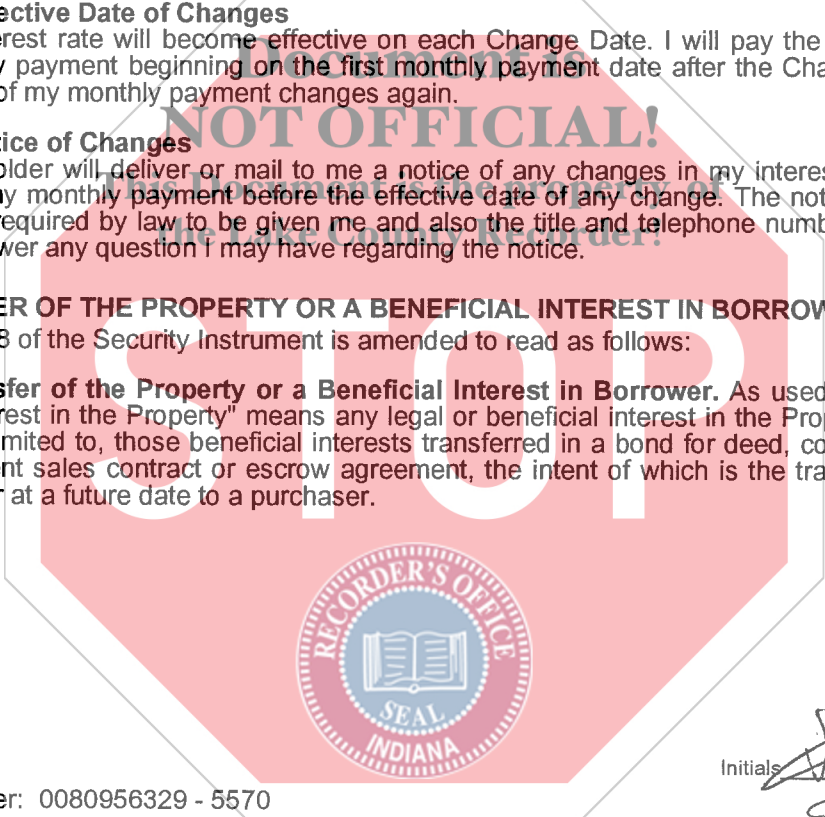 ective Date of Changes
rest rate will become effective on each Change Date. I will pay the
y payment beginning on the first monthly payment date after the Cha
of my monthly payment changes again.
Document is
NOT OFFICIAL!
This Document is the property of
the Lake County Recorder!
ice of Changes
older will deliver or mail to me a notice of any changes in my interes
ny monthly payment before the effective date of any change. The not
required by law to be given me and also the title and telephone numb
wer any question I may have regarding the notice.
ER OF THE PROPERTY OR A BENEFICIAL INTEREST IN BORROW
8 of the Security Instrument is amended to read as follows:
STOP
sfer of the Property or a Beneficial Interest in Borrower. As used
rest in the Property" means any legal or beneficial interest in the Prop
mited to, those beneficial interests transferred in a bond for deed, co
nt sales contract or escrow agreement, the intent of which is the tra
r at a future date to a purchaser.
RECORDER'S OFFICE
SEAL
INDIANA
Initials
er: 0080956329 - 5570